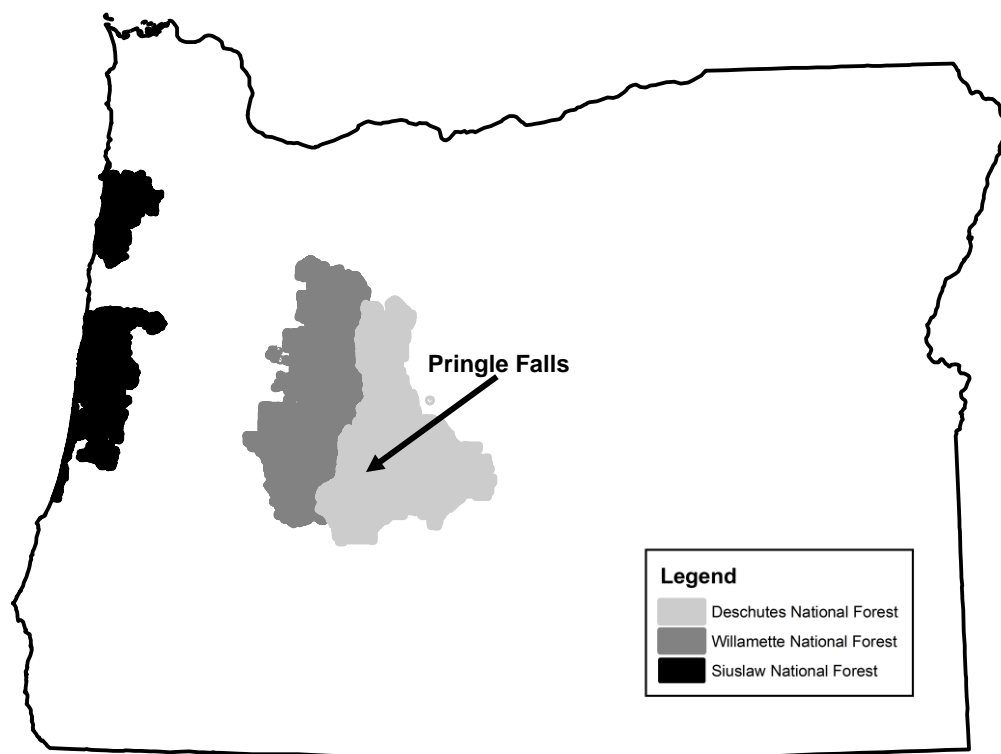 Pringle Falls
Legend
Deschutes National Forest
Willamette National Forest
Siuslaw National Forest